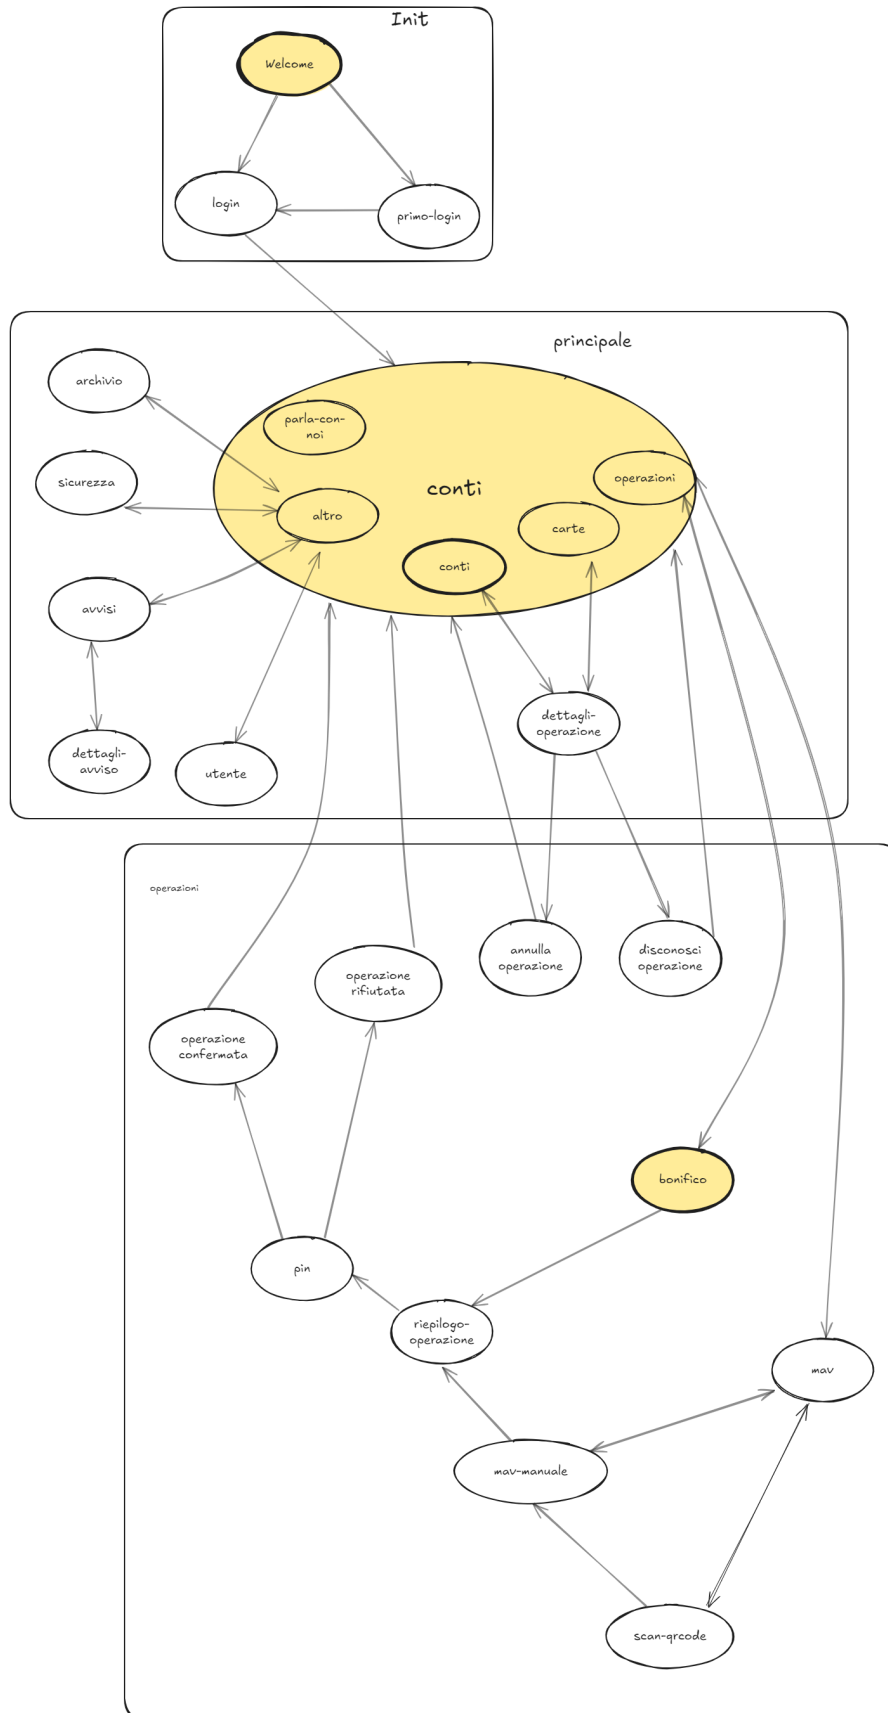 Init
Welcome
login
primo-login
principale
archivio
parla-con-
noi
operazioni
sicurezza
conti
altro
carte
conti
avvisi
dettagli-
operazione
dettagli-
avviso
utente
operazioni
annulla
operazione
disconosci
operazione
operazione
rifiutata
operazione
confermata
bonifico
pin
riepilogo-
operazione
mav
mav-manuale
scan-qrcode